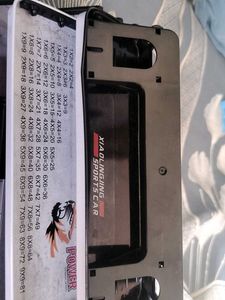 1X2=2 2X2=4
1X3=3 2X3=6 3X3=9
1X4=4 2X4=8 3X4=12 4X4=16
1X5=5 2X5=10 3X5=15 4X5=20 5X5=25
1X6=6 2X6=12 3X6=18 4X6=24 5X6=30 6X6=36
1X7=7 2X7=14 3X7=21 4X7=28 5X7=35 6X7=42 7X7=49
1X8=8 2X8=16 3X8=24 4X8=32 5X8=40 6X8=48 7X8=56 8X8=64
1X9=9 2X9=18 3X9=27 4X9=36 5X9=45 6X9=54 7X9=63 8X9=72 9X9=81
POWER
XIAOLINGJING
SPORTS CAR